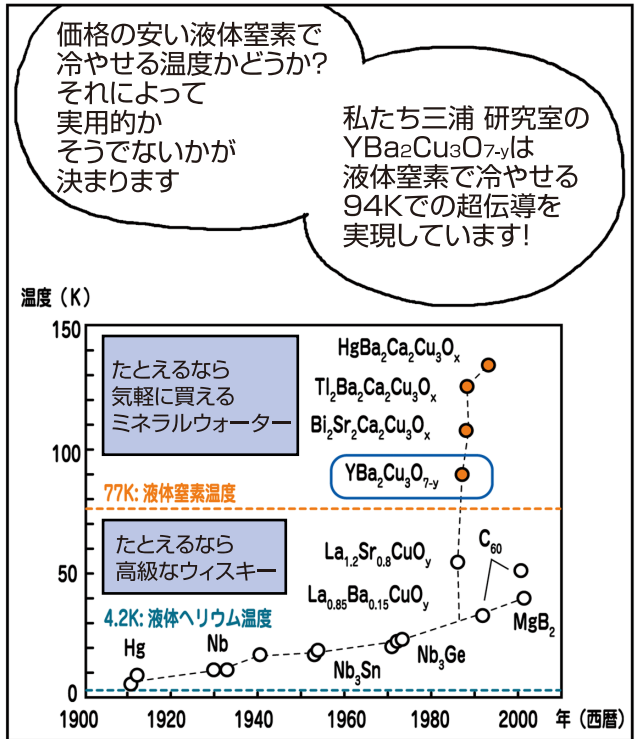 価格の安い液体窒素で
冷やせる温度かどうか?
それによって
実用的か
そうでないかが
決まります
私たち三浦 研究室の
YBa₂Cu₃O₇₋yは
液体窒素で冷やせる
94Kでの超伝導を
実現しています!
温度(K)
150
100
50
0
たとえるなら
気軽に買える
ミネラルウォーター
HgBa₂Ca₂Cu₃Oₓ
Tl₂Ba₂Ca₂Cu₃Oₓ
Bi₂Sr₂Ca₂Cu₃Oₓ
YBa₂Cu₃O₇₋y
77K: 液体窒素温度
たとえるなら
高級なウィスキー
La₁.₂Sr₀.₈CuOy
C₆₀
La₀.₈₅Ba₀.₁₅CuOy
4.2K: 液体ヘリウム温度
MgB₂
Hg
Nb
Nb₃Sn
Nb₃Ge
1900 1920 1940 1960 1980 2000 年(西暦)